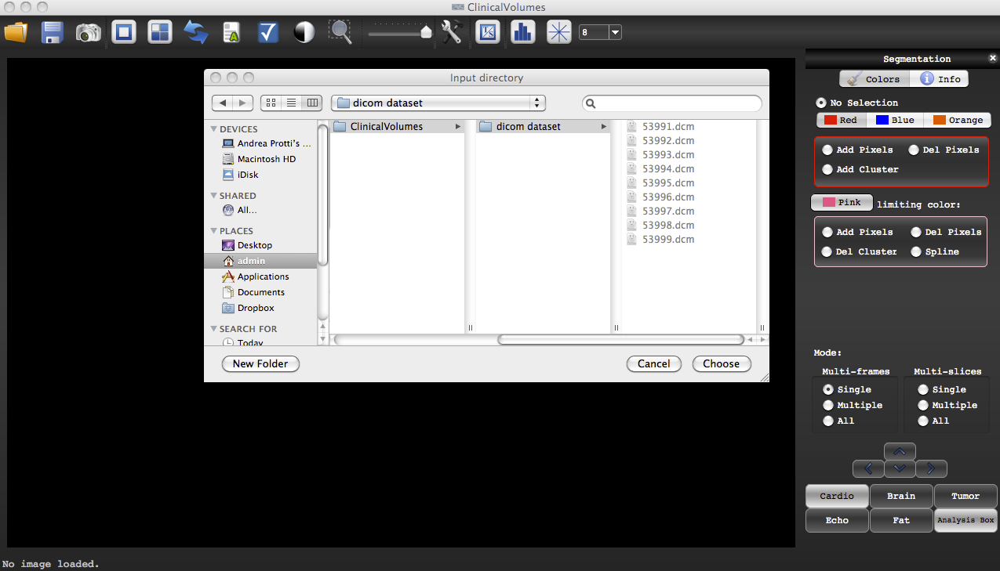 ClinicalVolumes
8
Input directory
dicom dataset
DEVICES
Andrea Protti's ...
Macintosh HD
iDisk
SHARED
All...
PLACES
Desktop
admin
Applications
Documents
Dropbox
SEARCH FOR
Today
ClinicalVolumes
dicom dataset
53991.dcm
53992.dcm
53993.dcm
53994.dcm
53995.dcm
53996.dcm
53997.dcm
53998.dcm
53999.dcm
New Folder
Cancel
Choose
Segmentation
Colors
Info
No Selection
Red
Blue
Orange
Add Pixels
Del Pixels
Add Cluster
Pink
limiting color:
Add Pixels
Del Pixels
Del Cluster
Spline
Mode:
Multi-frames
Multi-slices
Single
Single
Multiple
Multiple
All
All
Cardio
Brain
Tumor
Echo
Fat
Analysis Box
No image loaded.